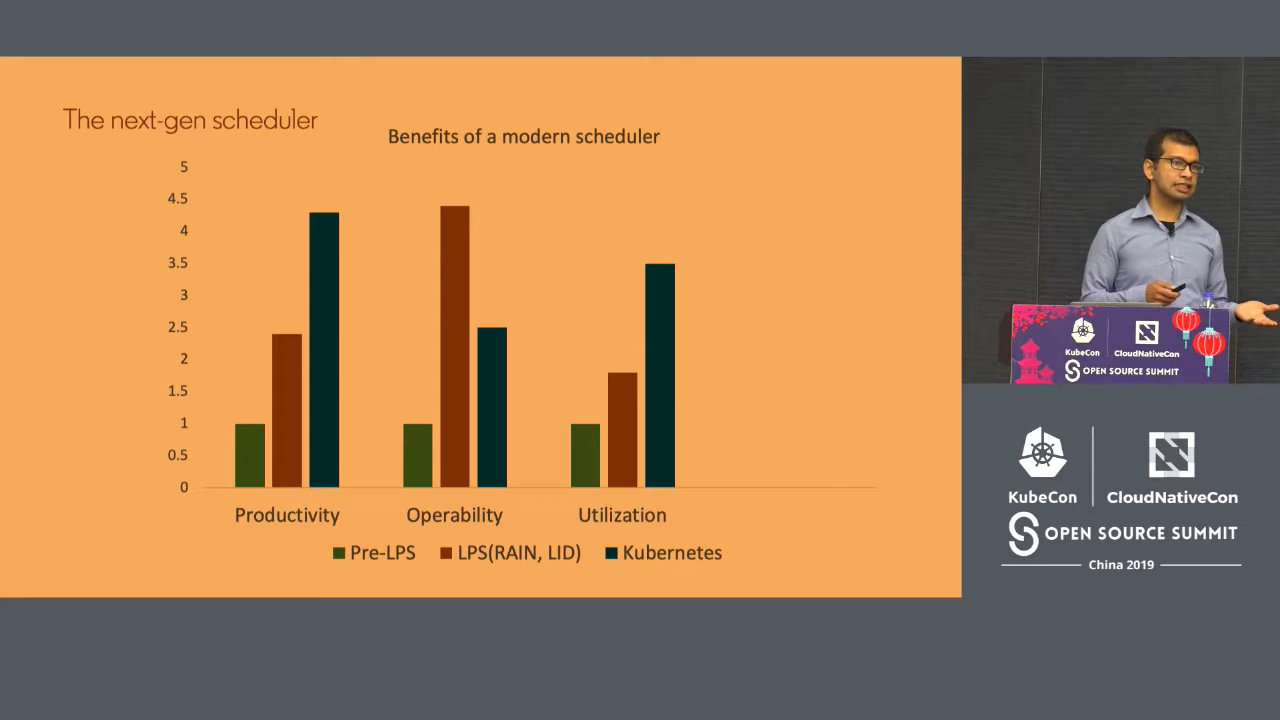 The next-gen scheduler
Benefits of a modern scheduler
5
4.5
4
3.5
3
2.5
2
1.5
1
0.5
0
Productivity Operability Utilization
Pre-LPS LPS(RAIN, LID) Kubernetes
KubeCon CloudNativeCon
OPEN SOURCE SUMMIT
KubeCon CloudNativeCon
OPEN SOURCE SUMMIT
China 2019